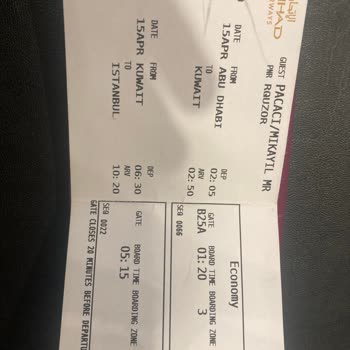 الإتحاد
ETIHAD
AIRWAYS
GUEST PACACI/MIKAYIL MR
PNR RQUZOR
DATE FROM DEP
15APR ABU DHABI 02:05
TO ARV
KUWAIT 02:50
DATE FROM DEP
15APR KUWAIT 06:30
TO ARV
ISTANBUL 10:20
Economy
GATE BOARD TIME BOARDING ZONE
B25A 01:20 3
SEQ 0066
GATE BOARD TIME BOARDING ZONE
05:15
SEQ 0022
GATE CLOSES 20 MINUTES BEFORE